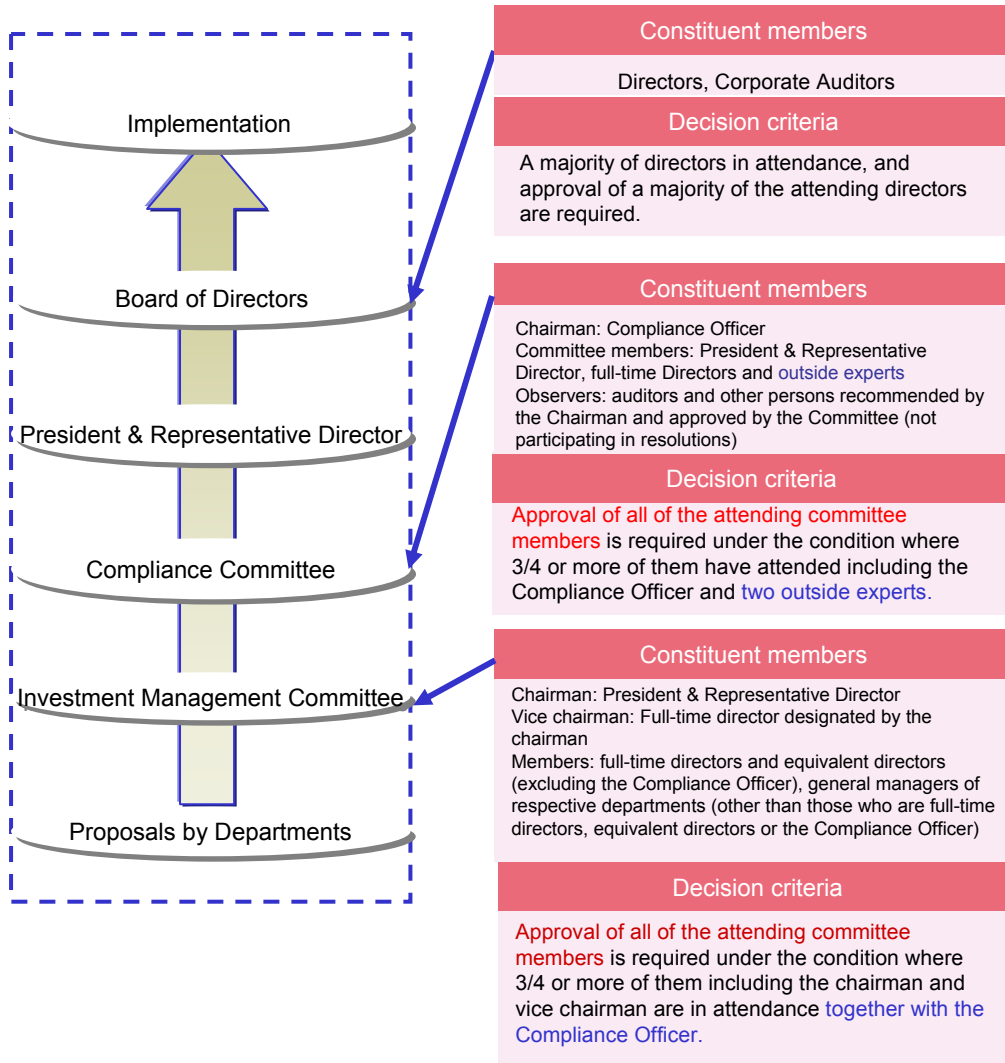 Implementation
Board of Directors
President & Representative Director
Compliance Committee
Investment Management Committee
Proposals by Departments
Constituent members
Directors, Corporate Auditors
Decision criteria
A majority of directors in attendance, and
approval of a majority of the attending directors
are required.
Constituent members
Chairman: Compliance Officer
Committee members: President & Representative
Director, full-time Directors and outside experts
Observers: auditors and other persons recommended by
the Chairman and approved by the Committee (not
participating in resolutions)
Decision criteria
Approval of all of the attending committee
members is required under the condition where
3/4 or more of them have attended including the
Compliance Officer and two outside experts.
Constituent members
Chairman: President & Representative Director
Vice chairman: Full-time director designated by the
chairman
Members: full-time directors and equivalent directors
(excluding the Compliance Officer), general managers of
respective departments (other than those who are full-time
directors, equivalent directors or the Compliance Officer)
Decision criteria
Approval of all of the attending committee
members is required under the condition where
3/4 or more of them including the chairman and
vice chairman are in attendance together with the
Compliance Officer.